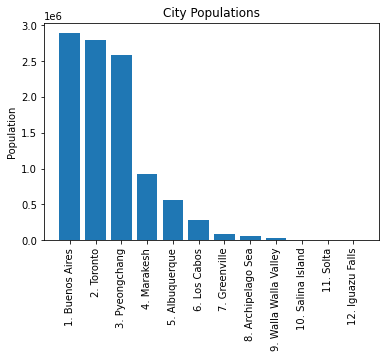 City Populations
1e6
Population
3.0
2.5
2.0
1.5
1.0
0.5
0.0
1. Buenos Aires
2. Toronto
3. Pyeongchang
4. Marakesh
5. Albuquerque
6. Los Cabos
7. Greenville
8. Archipelago Sea
9. Walla Walla Valley
10. Salina Island
11. Solta
12. Iguazu Falls